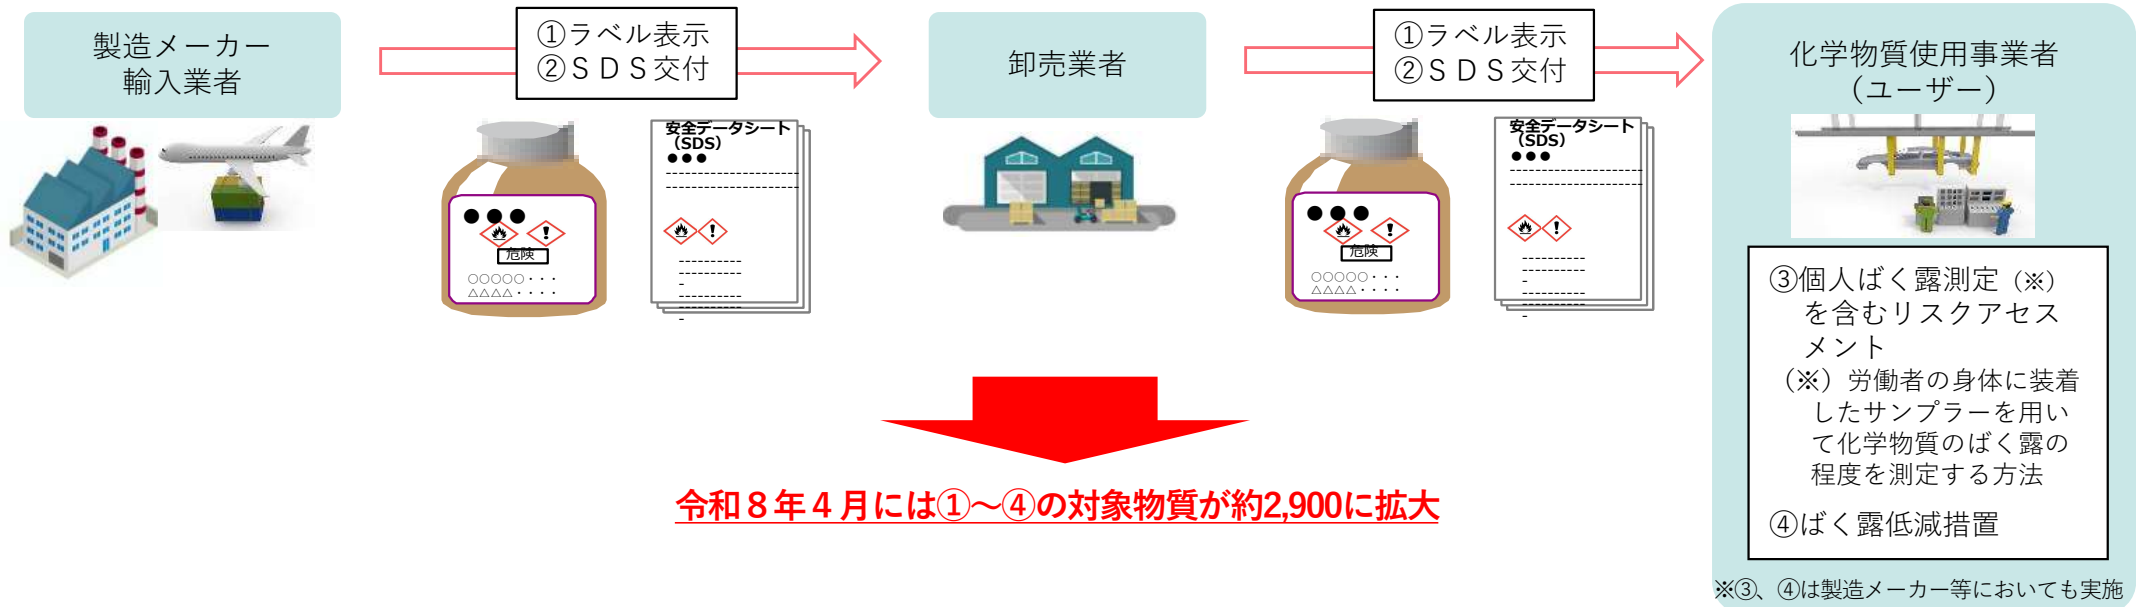 製造メーカー
輸入業者
①ラベル表示
②ＳＤＳ交付
卸売業者
①ラベル表示
②ＳＤＳ交付
化学物質使用事業者
（ユーザー）
安全データシート
（SDS）
●●●
●●●
危険
○○○○○・・・
△△△△・・・・
安全データシート
（SDS）
●●●
●●●
危険
○○○○○・・・
△△△△・・・・
③個人ばく露測定（※）
を含むリスクアセス
メント
（※）労働者の身体に装着
したサンプラーを用い
て化学物質のばく露の
程度を測定する方法
④ばく露低減措置
※③、④は製造メーカー等においても実施
令和８年４月には①～④の対象物質が約2,900に拡大